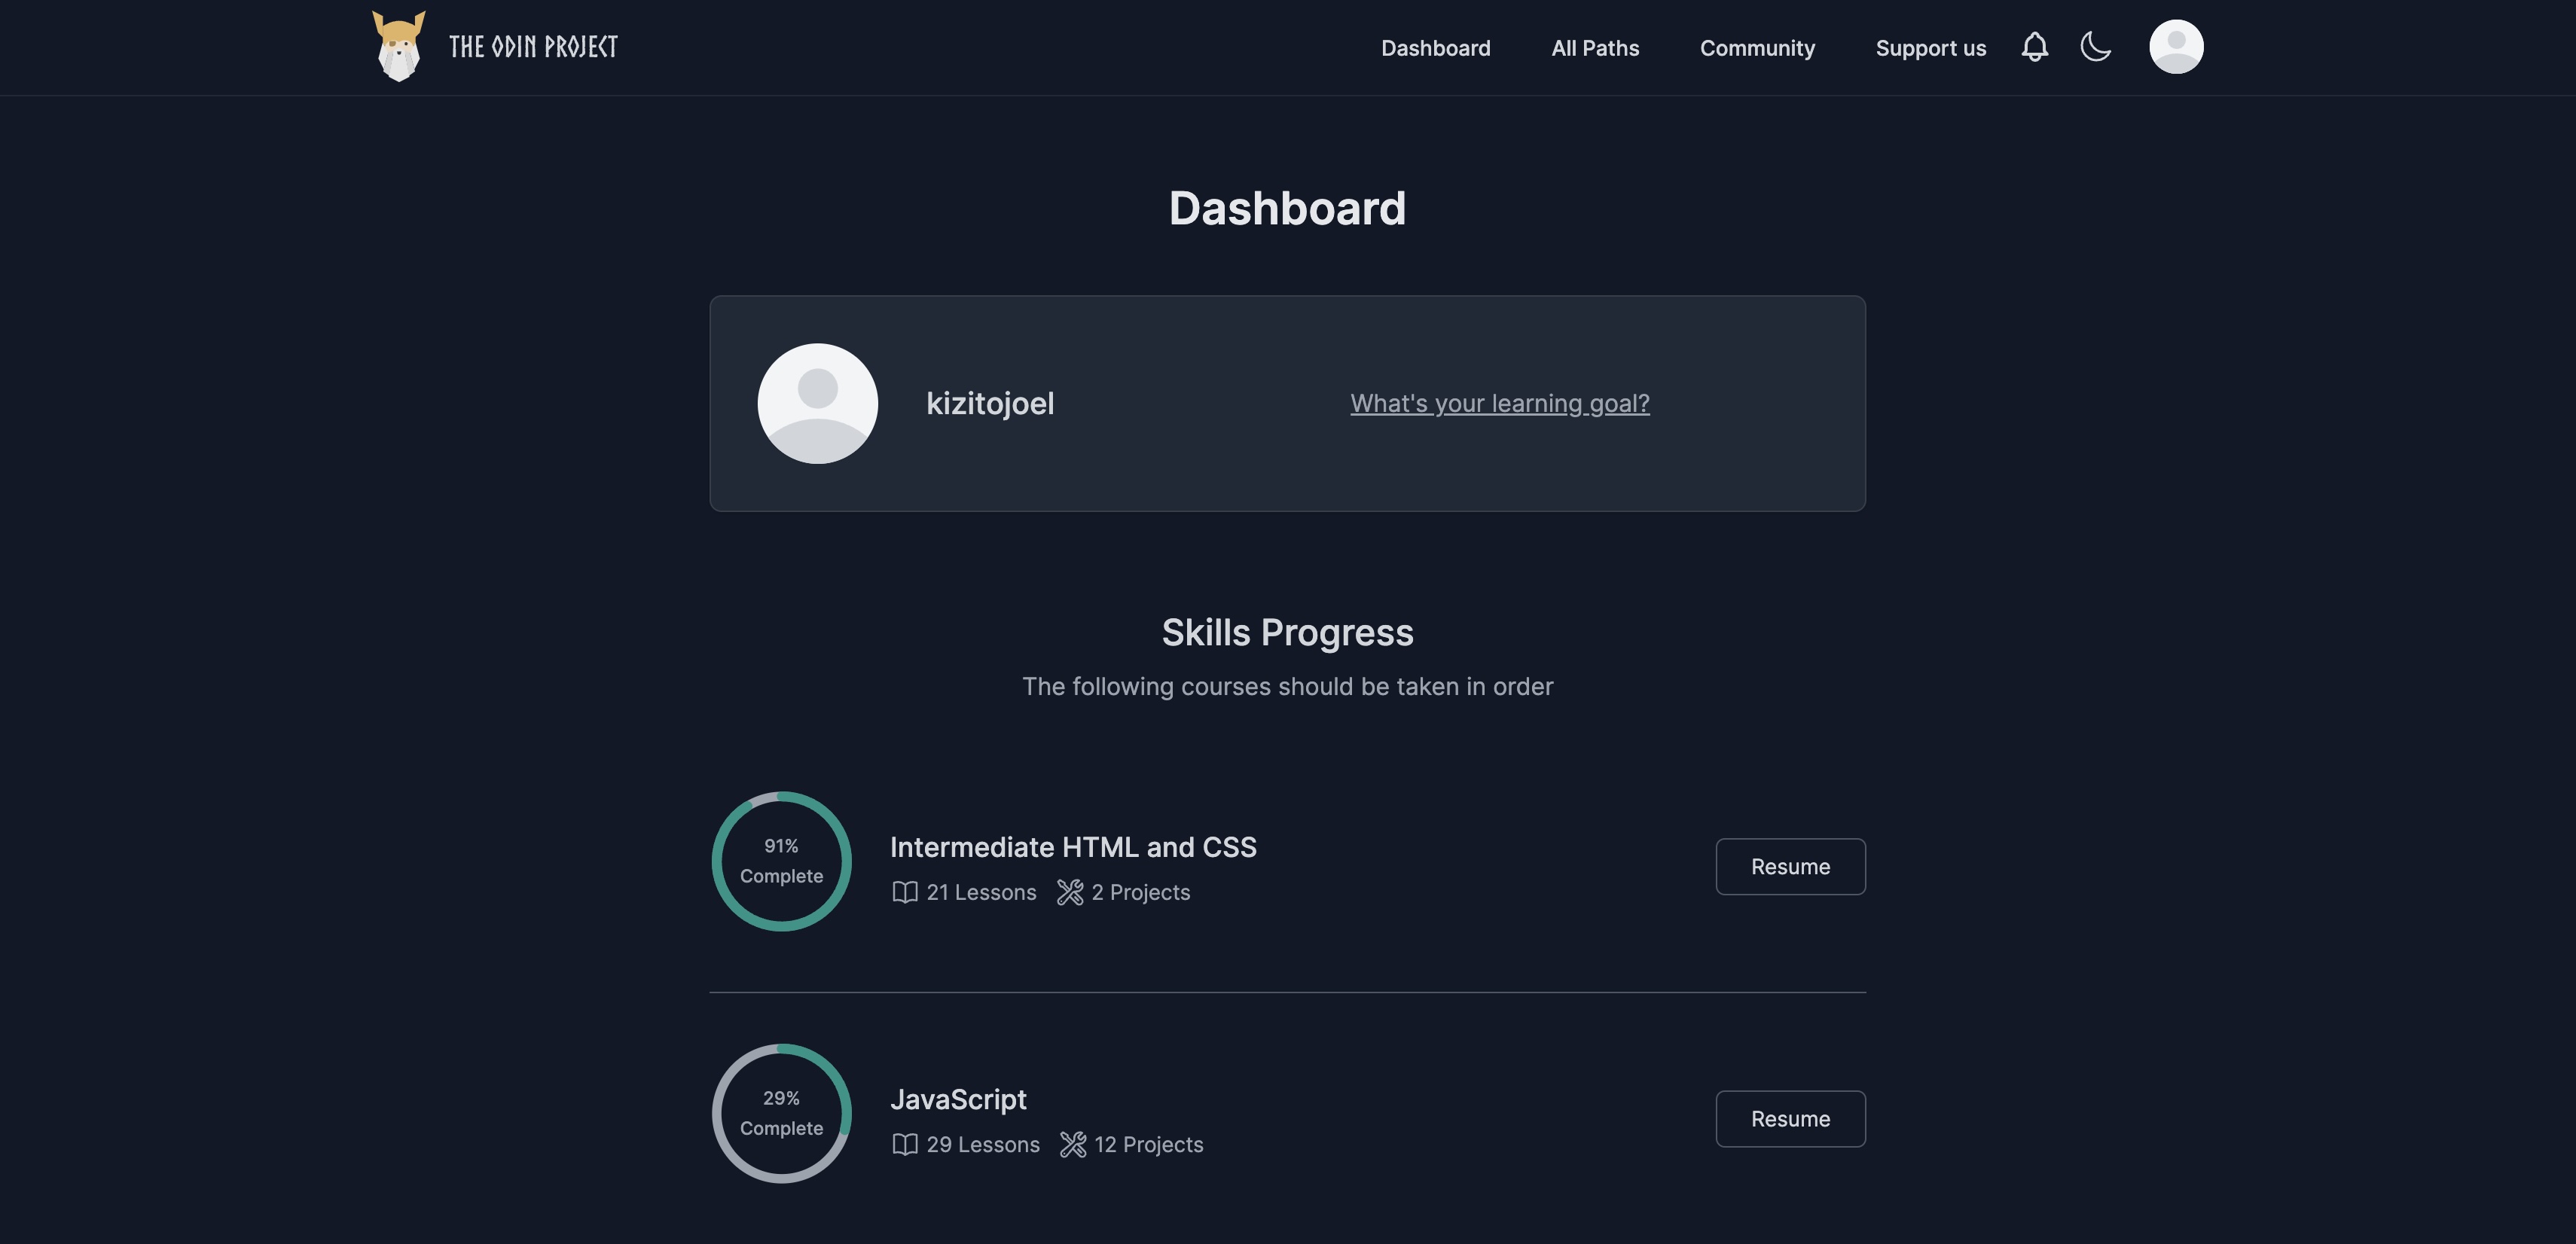 THE ODIN PROJECT
Dashboard
All Paths
Community
Support us
Dashboard
kizitojoel
What's your learning goal?
Skills Progress
The following courses should be taken in order
91%
Complete
Intermediate HTML and CSS
21 Lessons
2 Projects
Resume
29%
Complete
JavaScript
29 Lessons
12 Projects
Resume